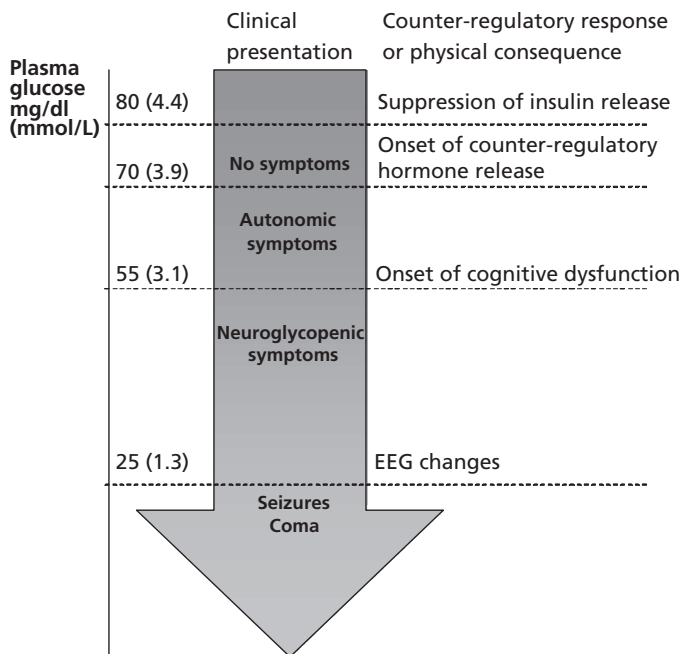 Clinical
presentation
Counter-regulatory response
or physical consequence
Plasma
glucose
mg/dl
(mmol/L)
80 (4.4)
Suppression of insulin release
No symptoms
70 (3.9)
Onset of counter-regulatory
hormone release
Autonomic
symptoms
55 (3.1)
Onset of cognitive dysfunction
Neuroglycopenic
symptoms
25 (1.3)
EEG changes
Seizures
Coma